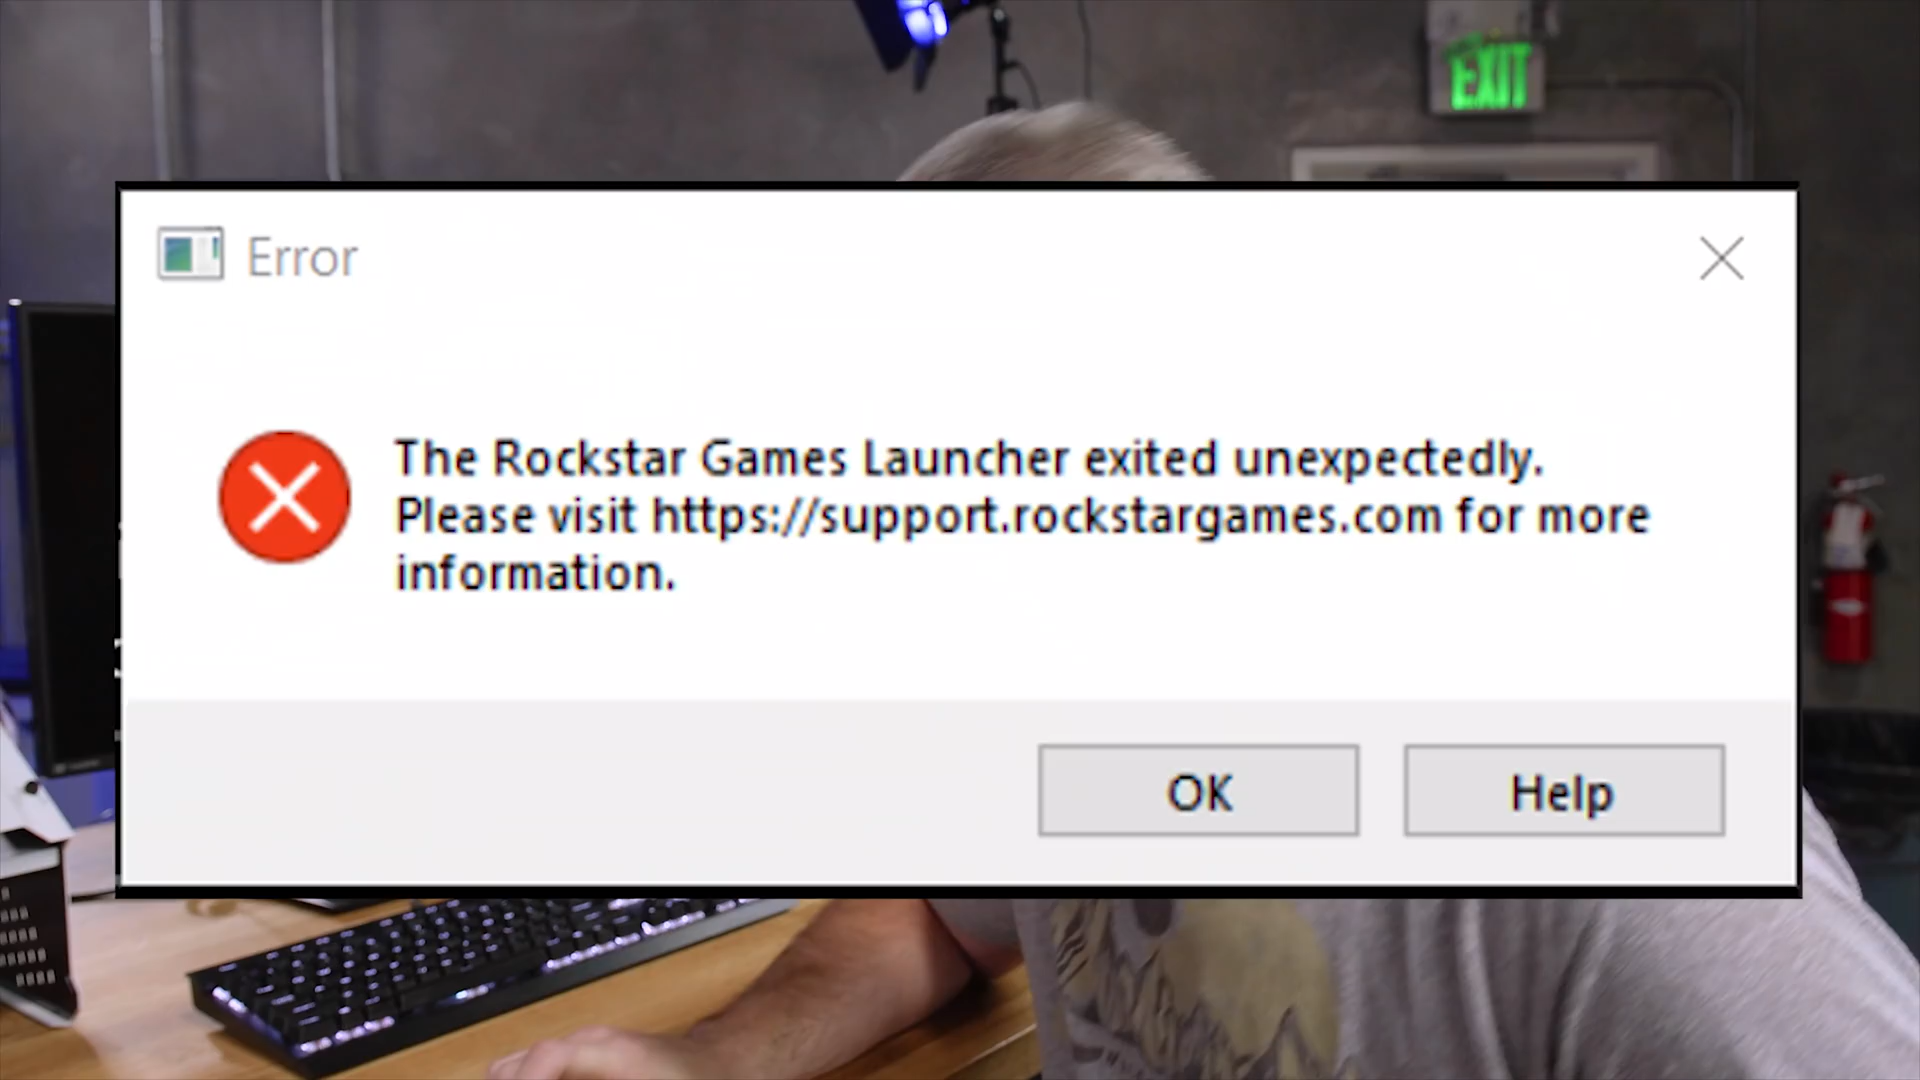 EXIT
Error
The Rockstar Games Launcher exited unexpectedly.
Please visit https://support.rockstargames.com for more
information.
OK
Help